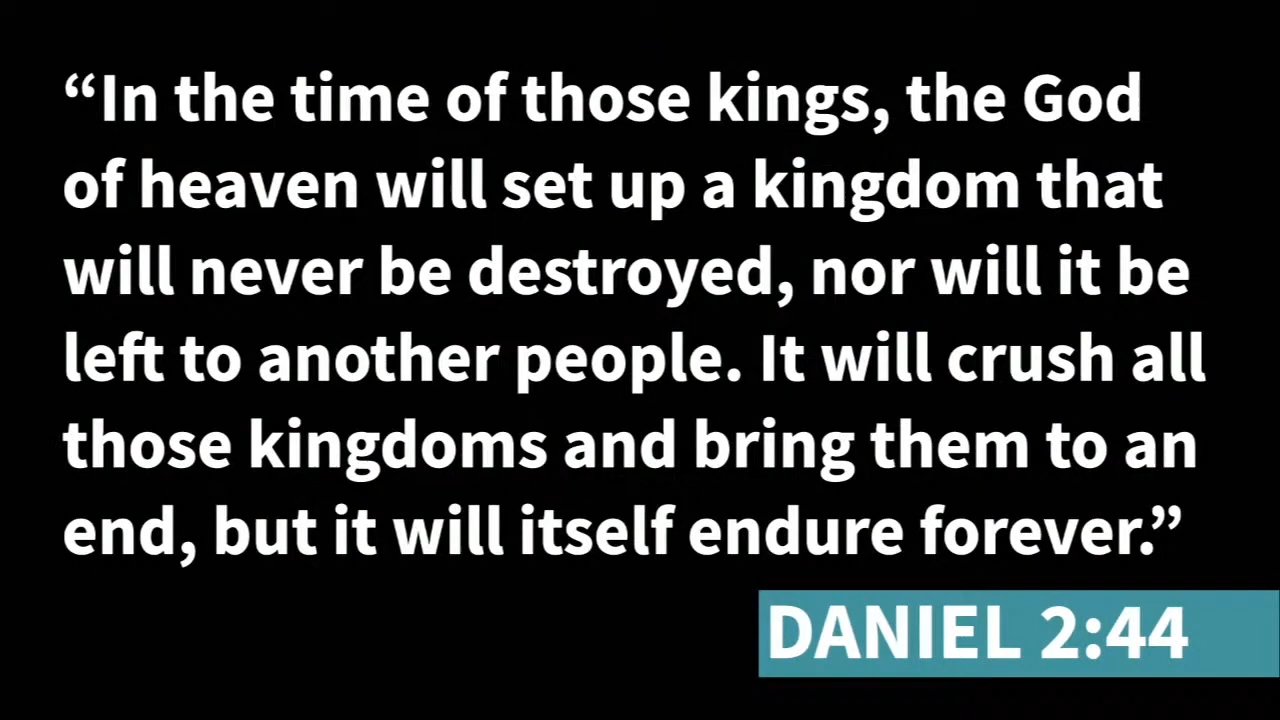 “In the time of those kings, the God
of heaven will set up a kingdom that
will never be destroyed, nor will it be
left to another people. It will crush all
those kingdoms and bring them to an
end, but it will itself endure forever.”
DANIEL 2:44